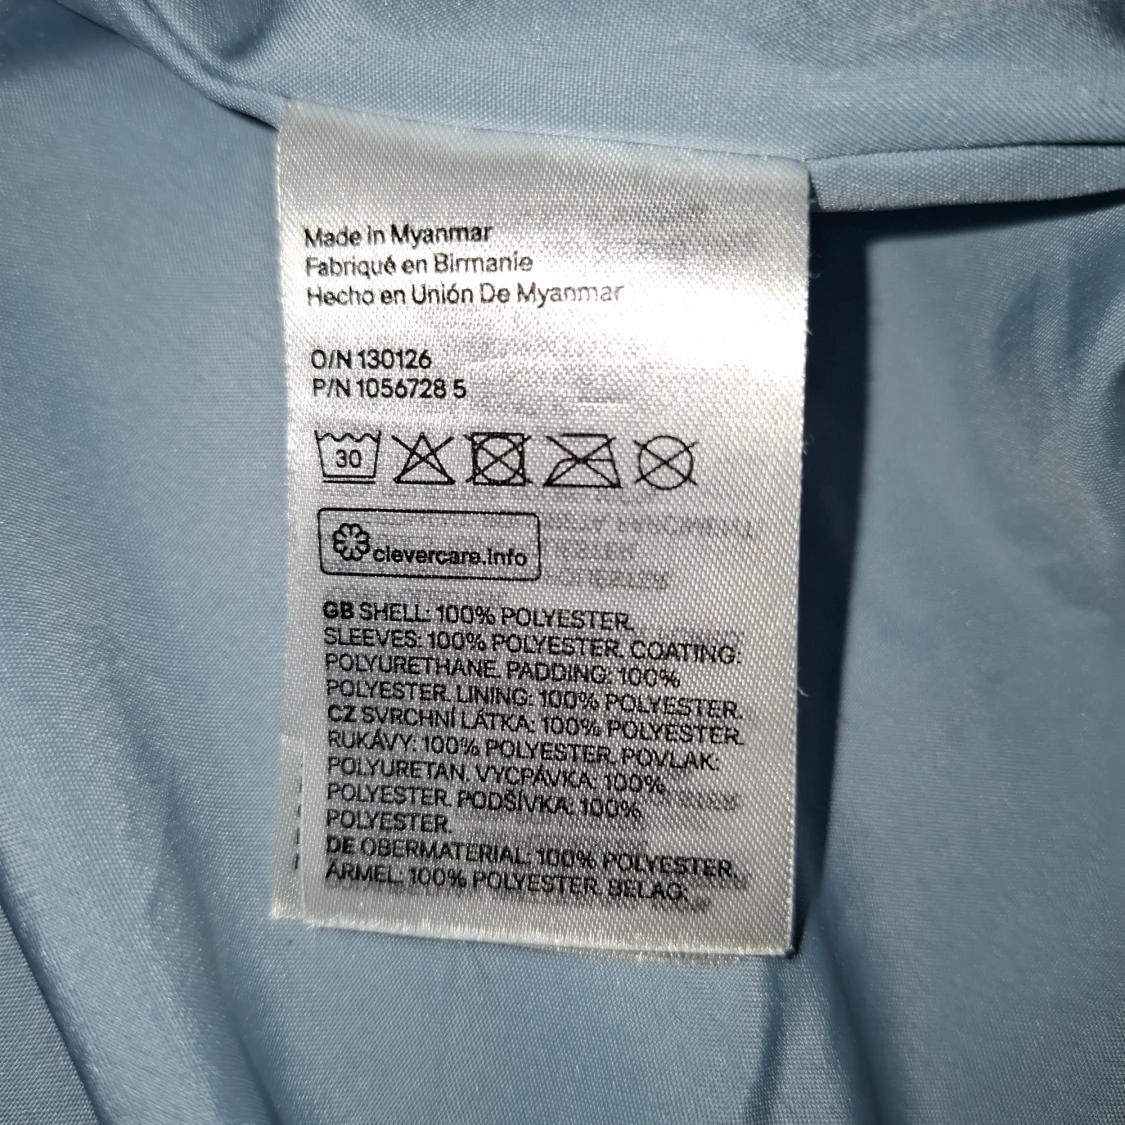 Made in Myanmar
Fabriqué en Birmanie
Hecho en Unión De Myanmar
O/N 130126
P/N 1056728 5
30
clevercare.info
GB SHELL: 100% POLYESTER.
SLEEVES: 100% POLYESTER. COATING:
POLYURETHANE. PADDING: 100%
POLYESTER. LINING: 100% POLYESTER.
CZ SVRCHNÍ LÁTKA: 100% POLYESTER.
RUKÁVY: 100% POLYESTER. POVLAK:
POLYURETAN. VYCPÁVKA: 100%
POLYESTER. PODŠÍVKA: 100%
POLYESTER.
DE OBERMATERIAL: 100% POLYESTER.
ÄRMEL: 100% POLYESTER. BELAG: